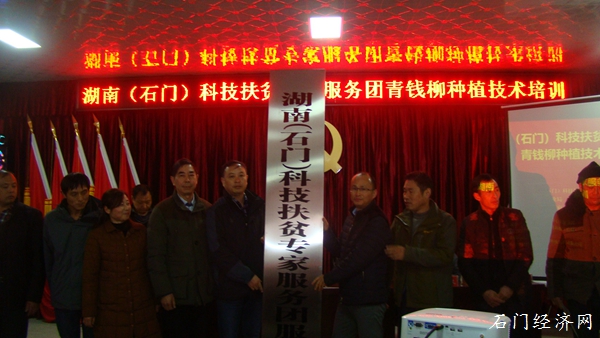 湖南（石门）科技扶贫 服务团青钱柳种植技术培训
湖南（石门）科技扶贫专家服务团服
（石门）科技扶贫
青钱柳种植技术
石门经济网